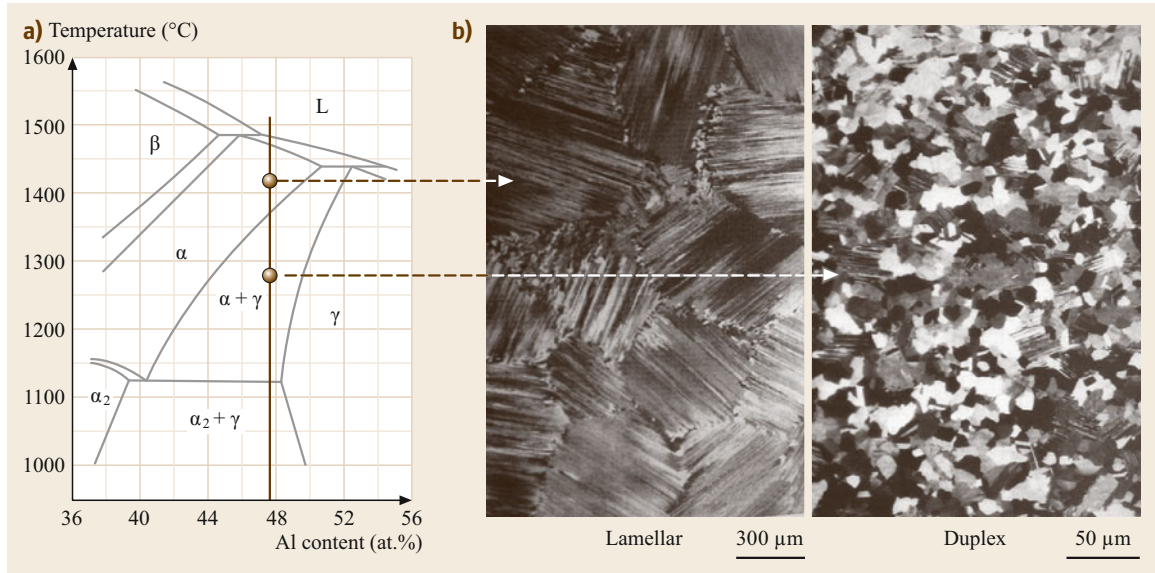 a) Temperature (°C)
1600
1500
1400
1300
1200
1100
1000
36 40 44 48 52 56
Al content (at.%)
L
β
α
α + γ
γ
α2
α2 + γ
b)
Lamellar 300 µm
Duplex 50 µm